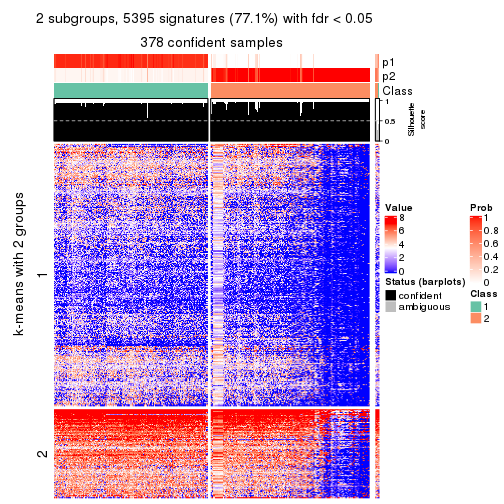 2 subgroups, 5395 signatures (77.1%) with fdr < 0.05
378 confident samples
p1
p2
Class
1
0.5
0
Silhouette
score
k-means with 2 groups
1
2
Value
8
6
4
2
0
Status (barplots)
confident
ambiguous
Prob
1
0.8
0.6
0.4
0.2
0
Class
1
2